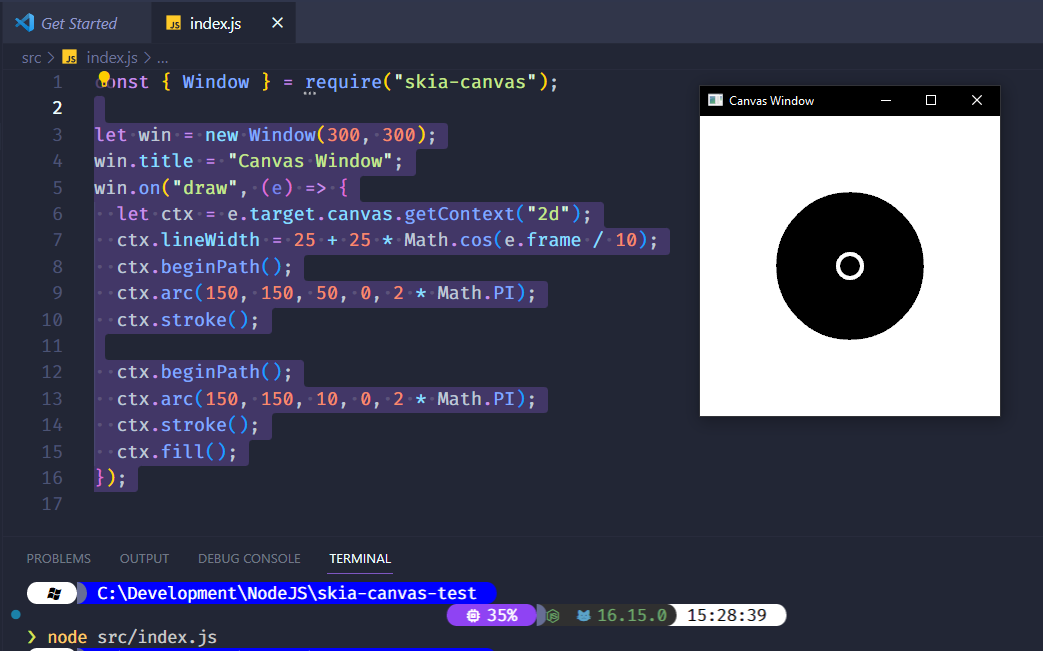 Get Started
JS index.js
src > JS index.js > ...
1 const { Window } = require("skia-canvas");
2
3 let win = new Window(300, 300);
4 win.title = "Canvas Window";
5 win.on("draw", (e) => {
6 let ctx = e.target.canvas.getContext("2d");
7 ctx.lineWidth = 25 + 25 * Math.cos(e.frame / 10);
8 ctx.beginPath();
9 ctx.arc(150, 150, 50, 0, 2 * Math.PI);
10 ctx.stroke();
11
12 ctx.beginPath();
13 ctx.arc(150, 150, 10, 0, 2 * Math.PI);
14 ctx.stroke();
15 ctx.fill();
16 });
17
Canvas Window
PROBLEMS OUTPUT DEBUG CONSOLE TERMINAL
C:\Development\NodeJS\skia-canvas-test
35% 16.15.0 15:28:39
❯ node src/index.js